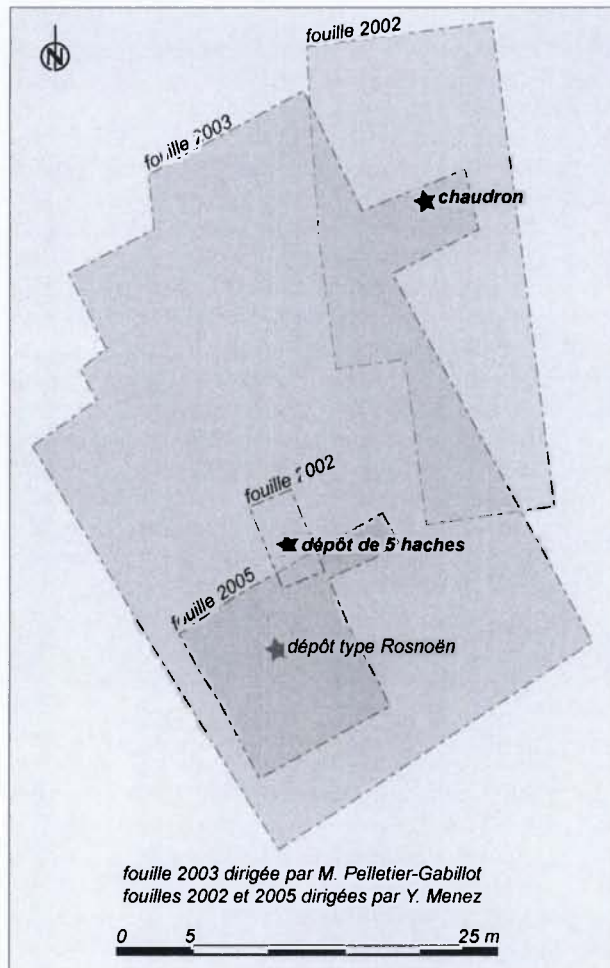 fouille 2002
N
fouille 2003
chaudron
fouille 2002
dépôt de 5 haches
fouille 2005
dépôt type Rosnoën
fouille 2003 dirigée par M. Pelletier-Gabillot
fouilles 2002 et 2005 dirigées par Y. Menez
0 5 25 m